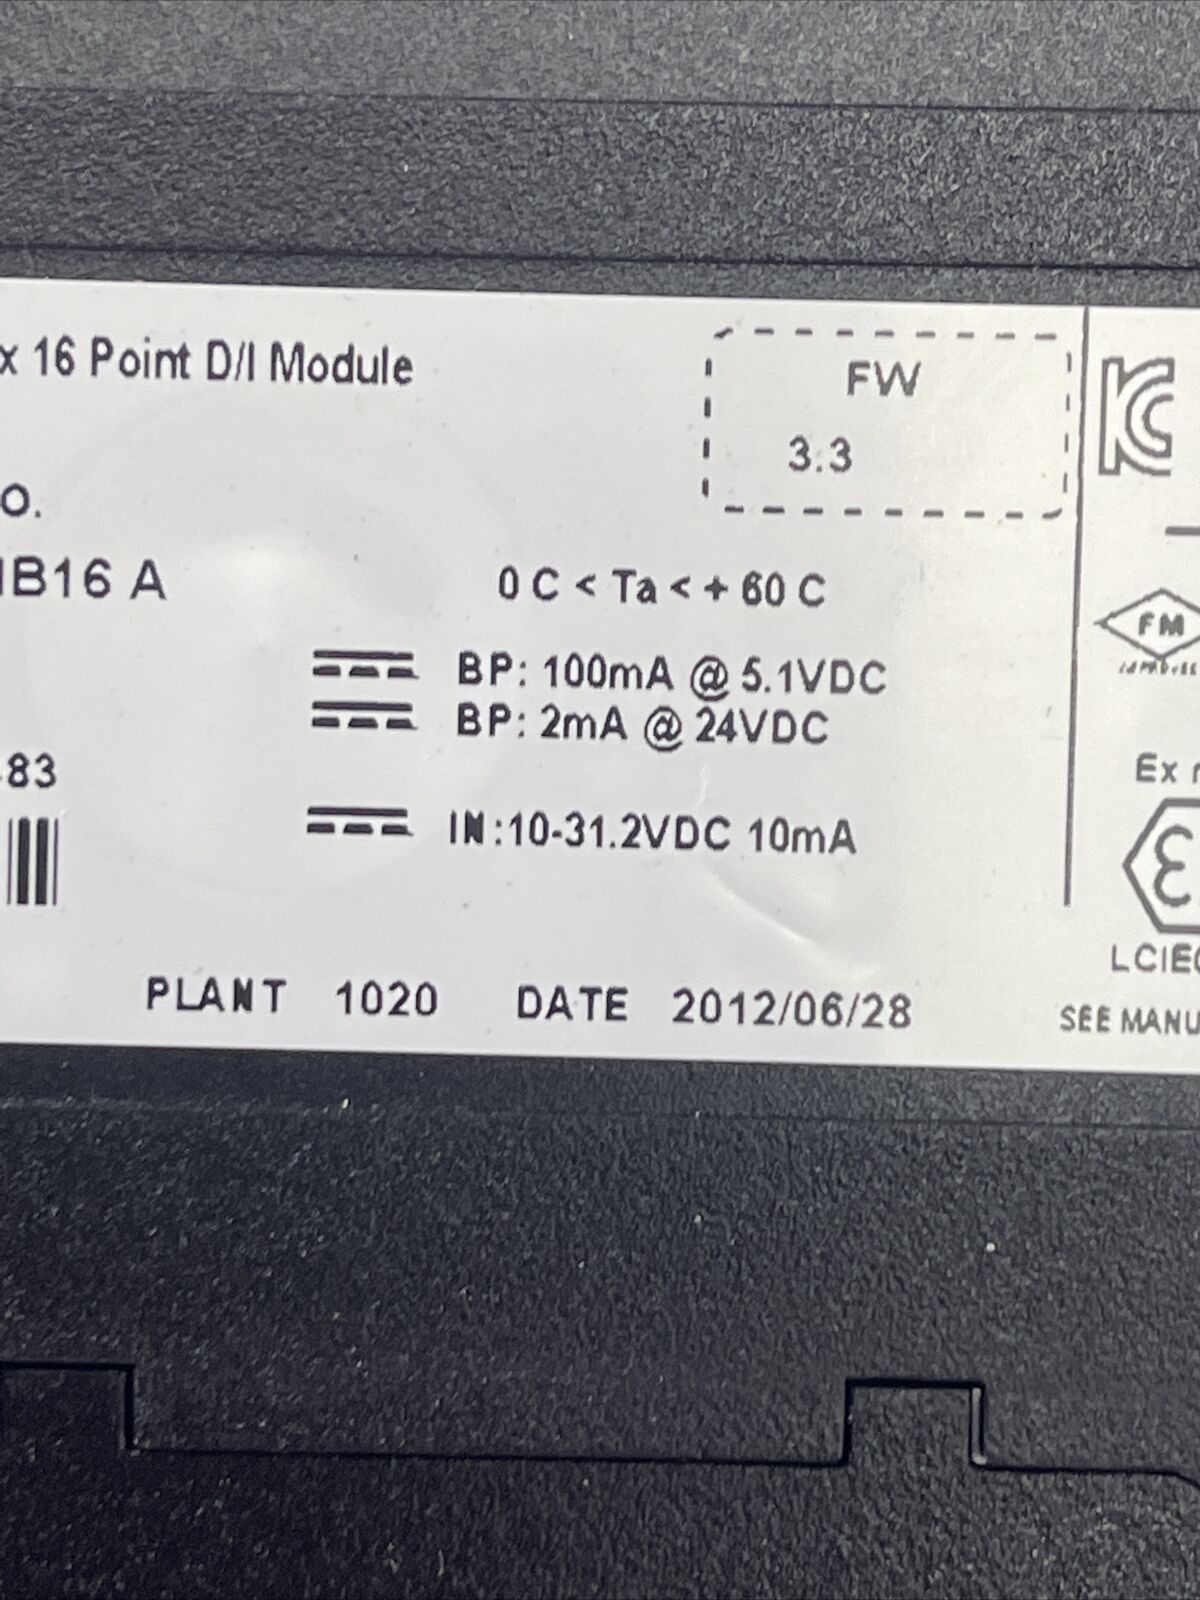 x 16 Point D/I Module
FW
3.3
O.
IB16 A
0 C < Ta < + 60 C
BP: 100mA @ 5.1VDC
BP: 2mA @ 24VDC
83
IN:10-31.2VDC 10mA
PLANT 1020 DATE 2012/06/28
KC
FM
Ex
LCIE
SEE MANU